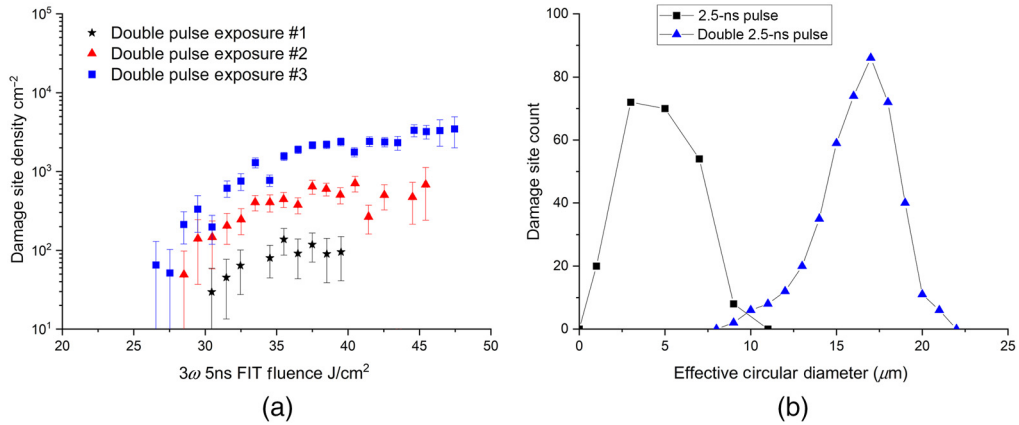 10⁵
10⁴
10³
10²
10¹
Damage site density cm⁻²
★ Double pulse exposure #1
▲ Double pulse exposure #2
■ Double pulse exposure #3
20 25 30 35 40 45 50
3ω 5ns FIT fluence J/cm²
(a)
2.5-ns pulse
Double 2.5-ns pulse
100
80
60
40
20
0
Damage site count
0 5 10 15 20 25
Effective circular diameter (μm)
(b)